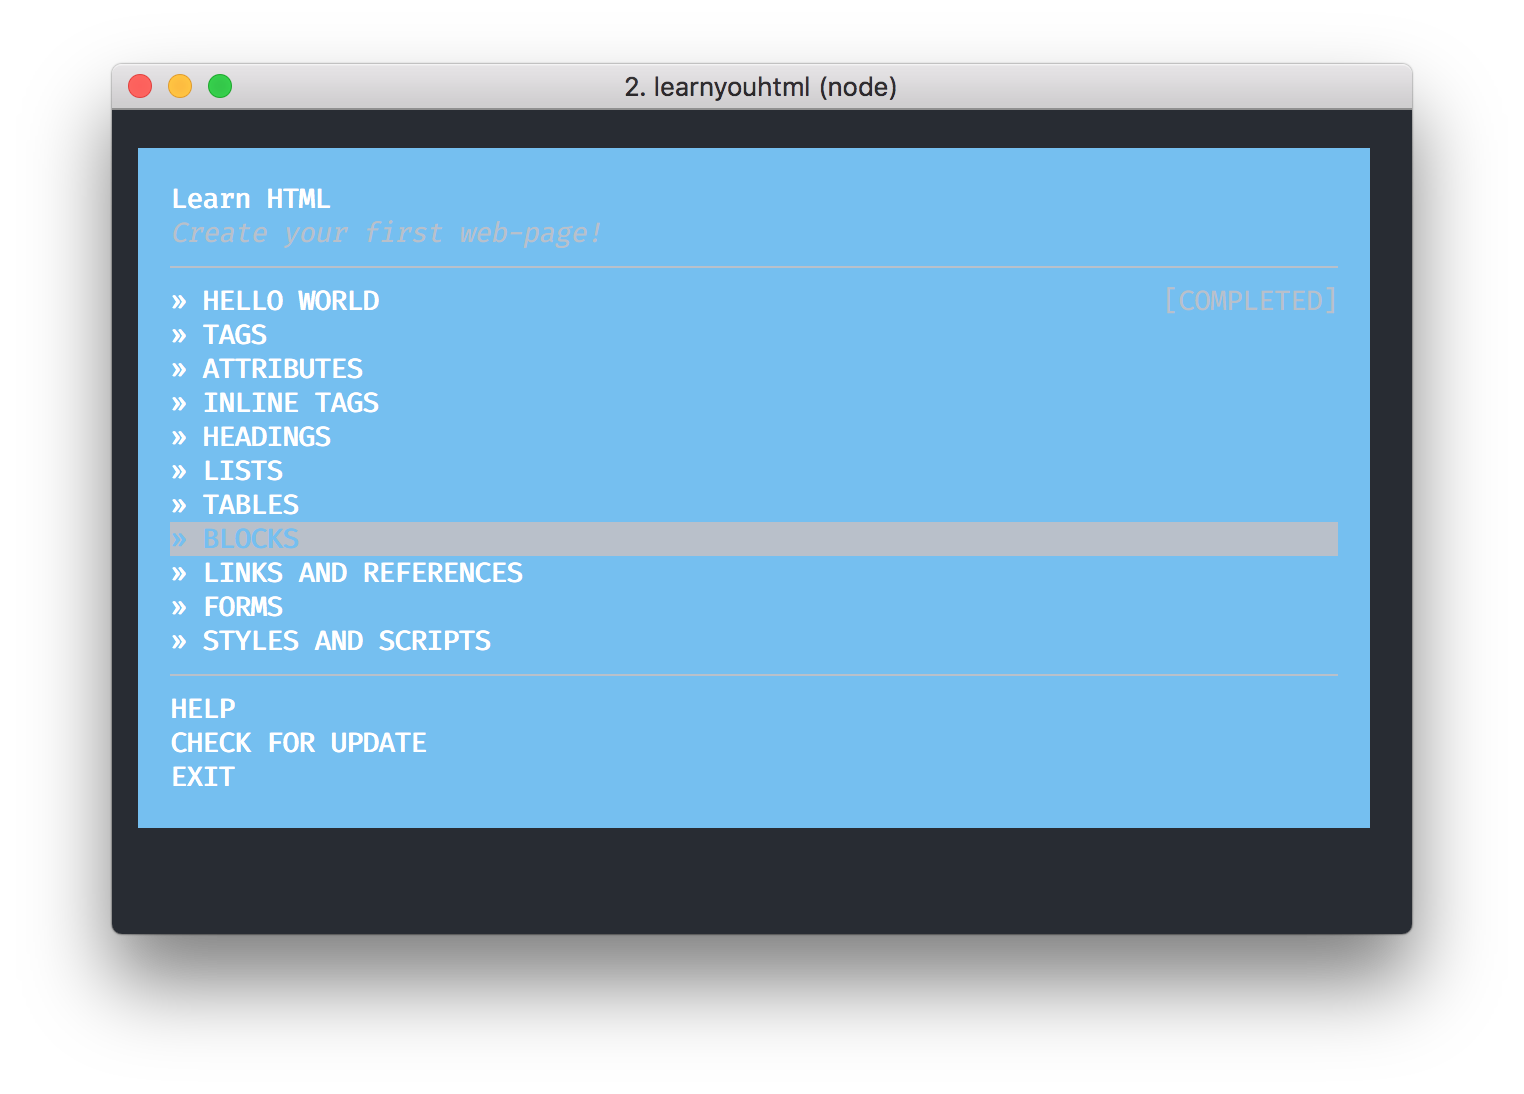 2. learnyouhtml (node)
Learn HTML
Create your first web-page!
» HELLO WORLD [COMPLETED]
» TAGS
» ATTRIBUTES
» INLINE TAGS
» HEADINGS
» LISTS
» TABLES
» BLOCKS
» LINKS AND REFERENCES
» FORMS
» STYLES AND SCRIPTS
HELP
CHECK FOR UPDATE
EXIT